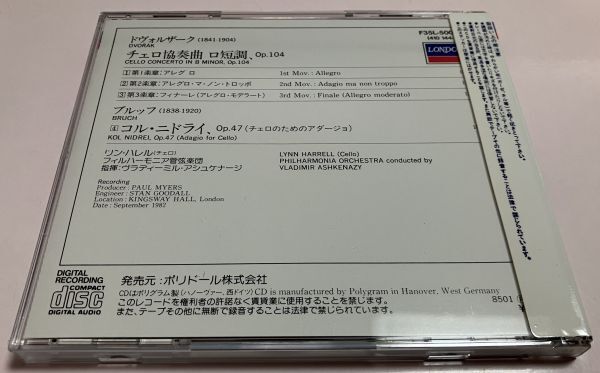 ドヴォルザーク (1841-1904)
DVORÁK
チェロ協奏曲 ロ短調、Op.104
CELLO CONCERTO IN B MINOR, Op.104
1 第1楽章:アレグロ 1st Mov.: Allegro
2 第2楽章:アレグロ・マ・ノン・トロッポ 2nd Mov.: Adagio ma non troppo
3 第3楽章:フィナーレ(アレグロ・モデラート) 3rd Mov.: Finale (Allegro moderato)
ブルッフ (1838-1920)
BRUCH
4 コル・ニドライ、Op.47 (チェロのためのアダージョ)
KOL NIDREI, Op.47 (Adagio for Cello)
リン・ハレル(チェロ) LYNN HARRELL (Cello)
フィルハーモニア管弦楽団 PHILHARMONIA ORCHESTRA conducted by
指揮:ヴラディーミル・アシュケナージ VLADIMIR ASHKENAZY
Recording
Producer: PAUL MYERS
Engineer: STAN GOODALL
Location: KINGSWAY HALL, London
Date: September 1982
F35L-500
(410 144
LONDON
DIGITAL RECORDING
COMPACT
disc
DIGITAL AUDIO
発売元:ポリドール株式会社
CDはポリグラム製(ハノーヴァー、西ドイツ) CD is manufactured by Polygram in Hanover, West Germany
このレコードを権利者の許諾なく賃貸業に使用することを禁じます。
また、テープその他に無断で録音することは法律で禁じられています。
8501